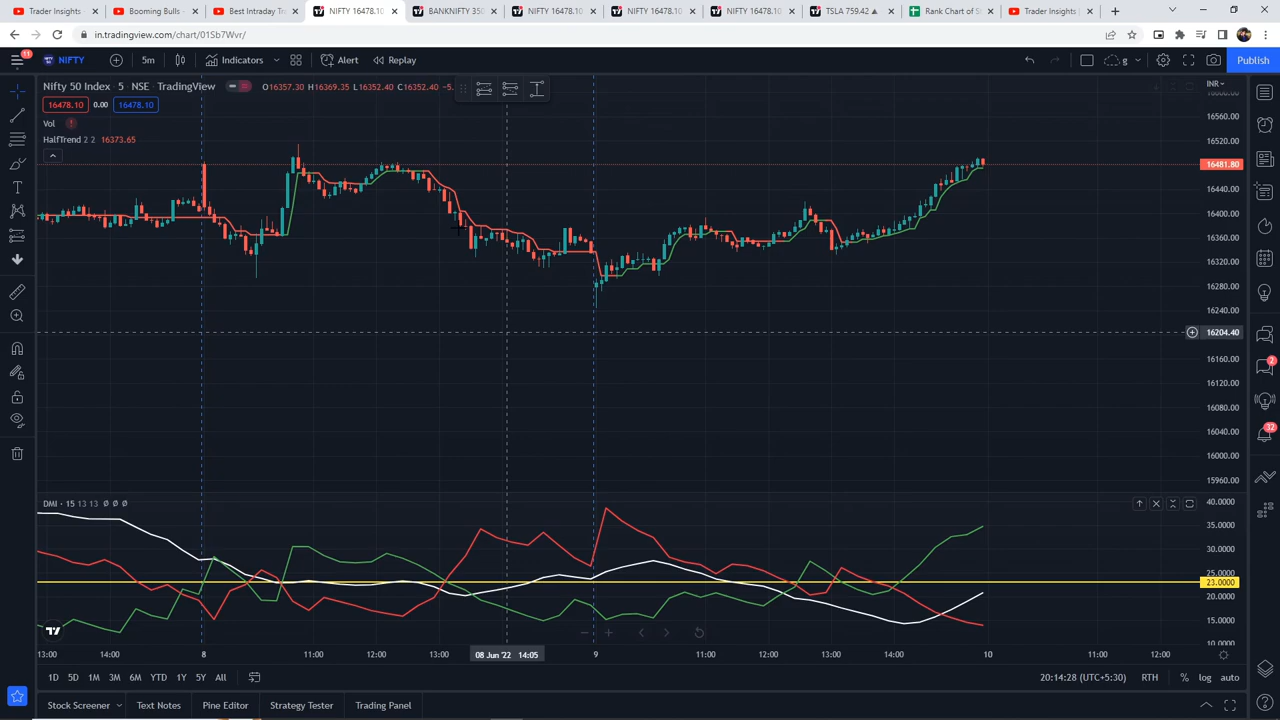 Trader Insights
Booming Bulls -
Best Intraday Tr
NIFTY 16478.10
BANKNIFTY 350
NIFTY 16478.10
NIFTY 16478.10
NIFTY 16478.10
TSLA 759.42 ▲
Rank Chart of S
Trader Insights
in.tradingview.com/chart/01Sb7Wvr/
11
NIFTY
5m
Indicators
Alert
Replay
g
Publish
Nifty 50 Index · 5 · NSE · TradingView
O16357.30 H16369.35 L16352.40 C16352.40 -5.
INR
16478.10
0.00
16478.10
Vol
HalfTrend 2 2 16373.65
16560.00
16520.00
16481.80
16440.00
16400.00
16360.00
16320.00
16280.00
16240.00
16204.40
16160.00
16120.00
16080.00
16040.00
16000.00
15960.00
2
32
DMI · 15 13 13 Ø Ø Ø
40.0000
35.0000
30.0000
25.0000
23.0000
20.0000
15.0000
10.0000
13:00
14:00
8
11:00
12:00
13:00
08 Jun '22 14:05
9
11:00
12:00
13:00
14:00
10
11:00
12:00
1D 5D 1M 3M 6M YTD 1Y 5Y All
20:14:28 (UTC+5:30)
RTH
% log auto
Stock Screener
Text Notes
Pine Editor
Strategy Tester
Trading Panel